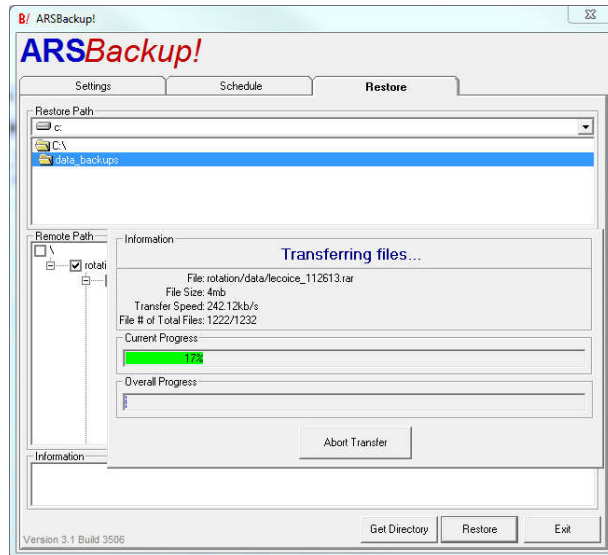 B/ ARSBackup!
ARSBackup!
Settings Schedule Restore
Restore Path
c:
C:\
data_backups
Remote Path
\
rotati
Information
Transferring files...
File: rotation/data/lecoice_112613.rar
File Size: 4mb
Transfer Speed: 242.12kb/s
File # of Total Files: 1222/1232
Current Progress
17%
Overall Progress
Abort Transfer
Information
Get Directory Restore Exit
Version 3.1 Build 3506